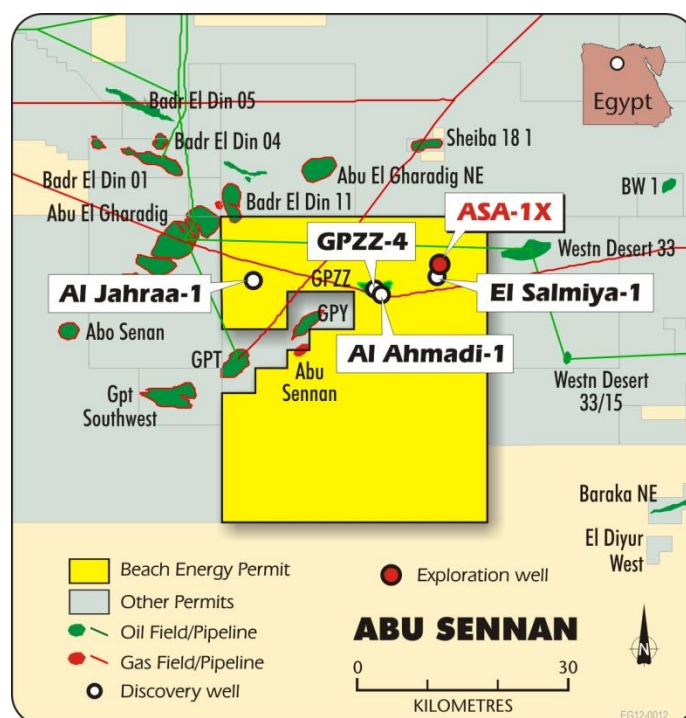 Badr El Din 05
Egypt
Badr El Din 04
Sheiba 18 1
Badr El Din 01
Abu El Gharadig NE
BW 1
Abu El Gharadig
Badr El Din 11
ASA-1X
GPZZ-4
Westn Desert 33
Al Jahraa-1
GPZZ
El Salmiya-1
Abo Senan
GPY
Al Ahmadi-1
GPT
Abu
Sennan
Westn Desert
33/15
Gpt
Southwest
Baraka NE
El Diyur
West
Beach Energy Permit
Other Permits
Oil Field/Pipeline
Gas Field/Pipeline
Discovery well
Exploration well
ABU SENNAN
0 30
KILOMETRES
N
EG12-0012